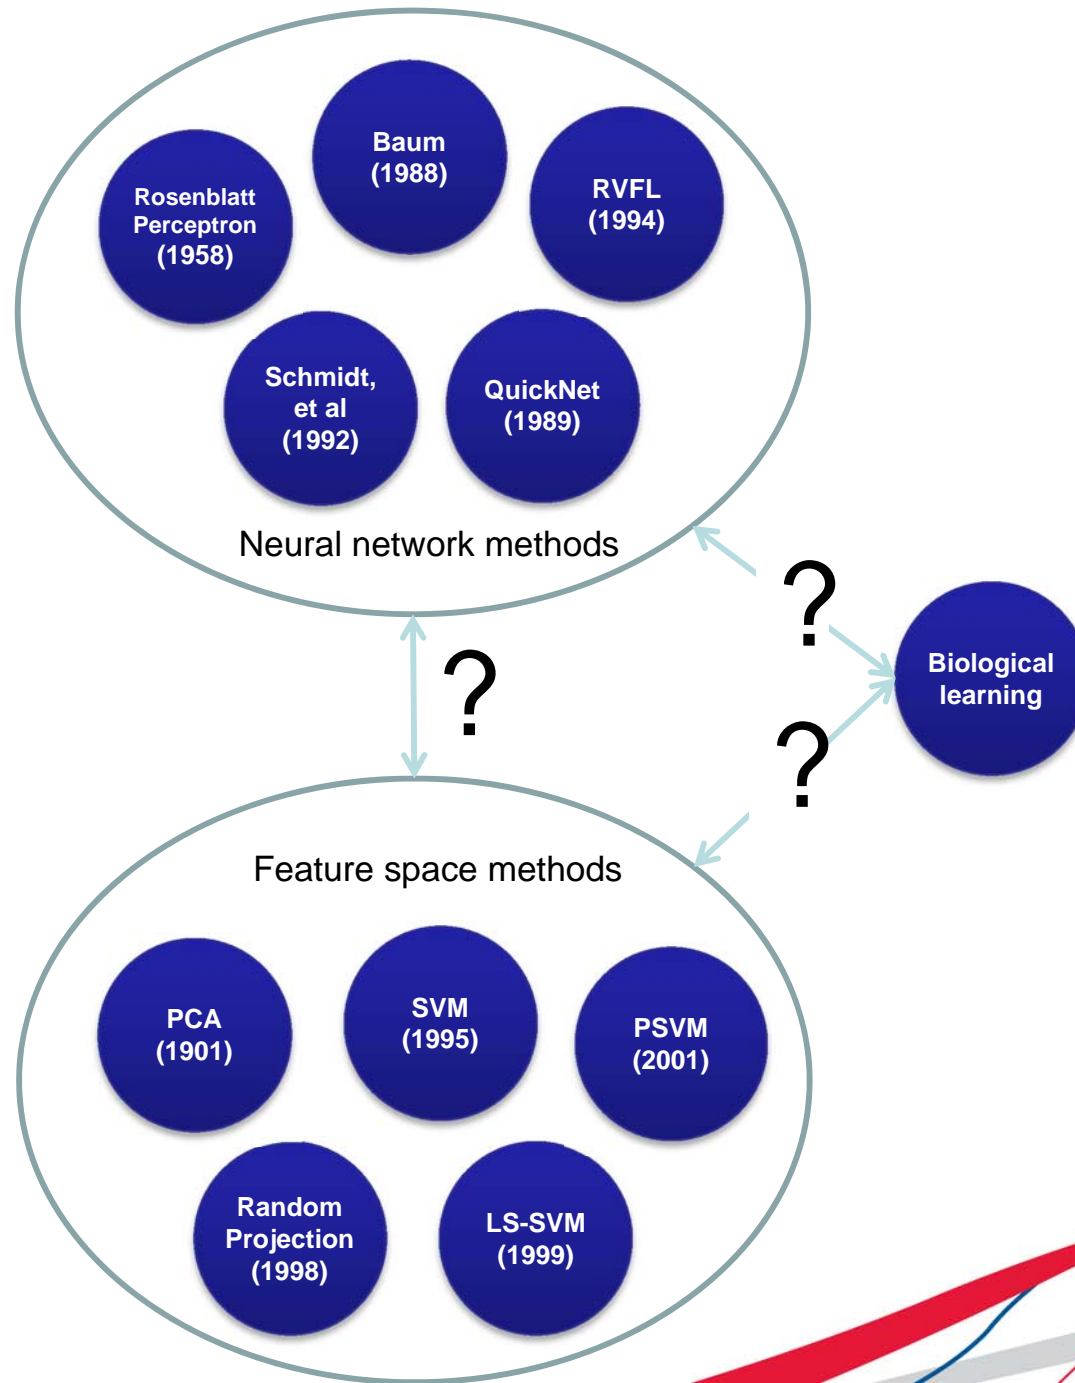 Baum
(1988)
Rosenblatt
Perceptron
(1958)
RVFL
(1994)
Schmidt,
et al
(1992)
QuickNet
(1989)
Neural network methods
?
?
Biological
learning
?
Feature space methods
PCA
(1901)
SVM
(1995)
PSVM
(2001)
Random
Projection
(1998)
LS-SVM
(1999)